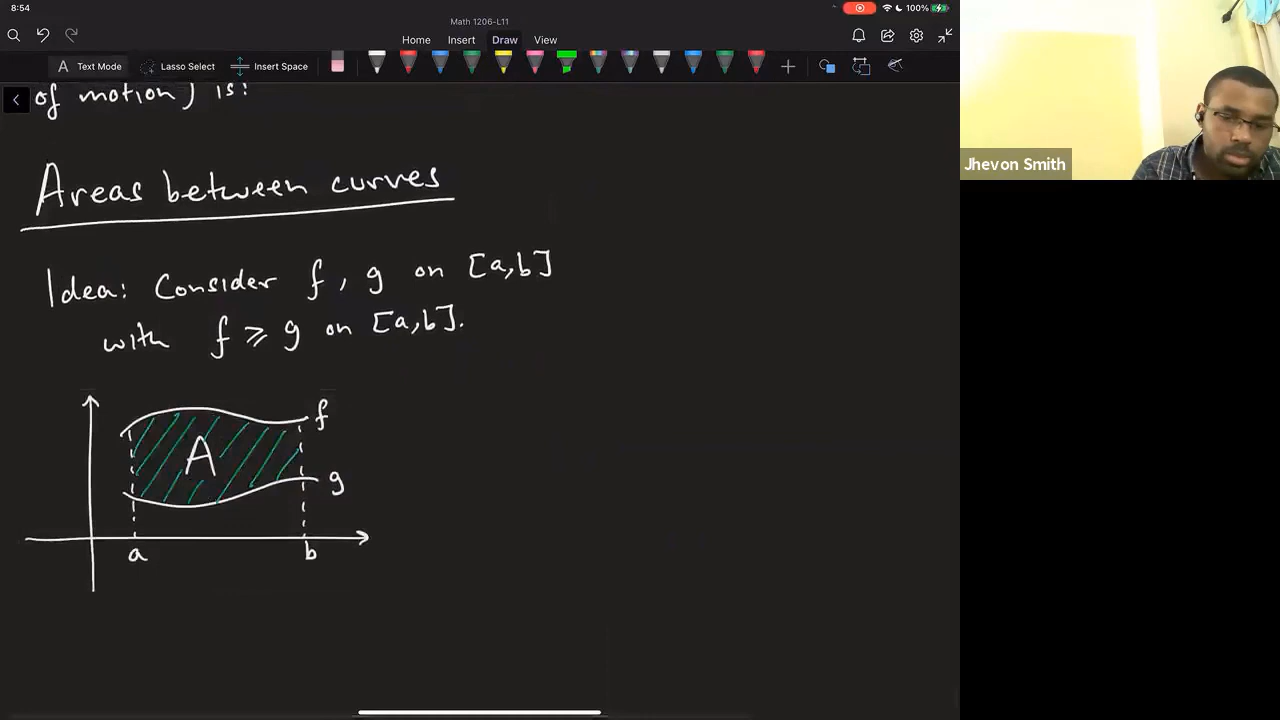 8:54
100%
Math 1206-L11
Home Insert Draw View
Text Mode Lasso Select Insert Space
of motion) is:
Areas between curves
Idea: Consider f, g on [a,b]
with f ≥ g on [a,b].
f
A
g
a b
Jhevon Smith